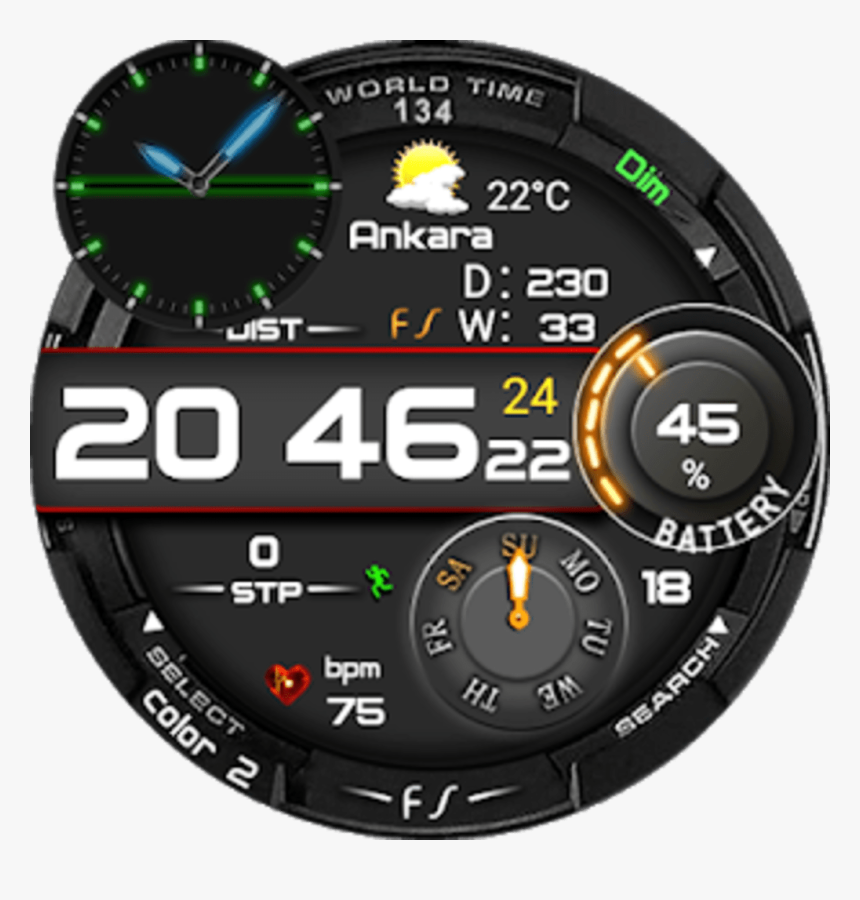 WORLD TIME
134
Dim
22°C
Ankara
D: 230
DIST
FS W: 33
20 46 24
22
45
%
BATTERY
0
STP
SU
MO
TU
WE
TH
FR
SA
18
bpm
75
SELECT
color 2
SEARCH
FS